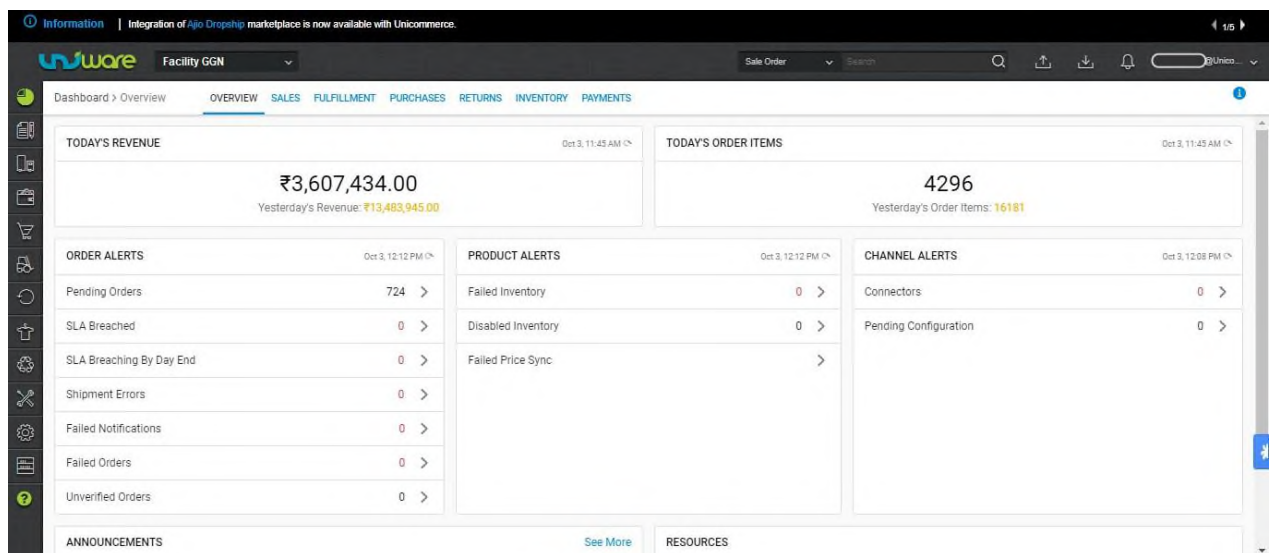 Information | Integration of Ajio Dropship marketplace is now available with Unicommerce. 1/5
uniware Facility GGN Sale Order Search @Unico...
Dashboard > Overview OVERVIEW SALES FULFILLMENT PURCHASES RETURNS INVENTORY PAYMENTS
TODAY'S REVENUE Oct 3, 11:45 AM
₹3,607,434.00
Yesterday's Revenue: ₹13,483,945.00
TODAY'S ORDER ITEMS Oct 3, 11:45 AM
4296
Yesterday's Order Items: 16181
ORDER ALERTS Oct 3, 12:12 PM
Pending Orders 724
SLA Breached 0
SLA Breaching By Day End 0
Shipment Errors 0
Failed Notifications 0
Failed Orders 0
Unverified Orders 0
PRODUCT ALERTS Oct 3, 12:12 PM
Failed Inventory 0
Disabled Inventory 0
Failed Price Sync
CHANNEL ALERTS Oct 3, 12:08 PM
Connectors 0
Pending Configuration 0
ANNOUNCEMENTS See More
RESOURCES